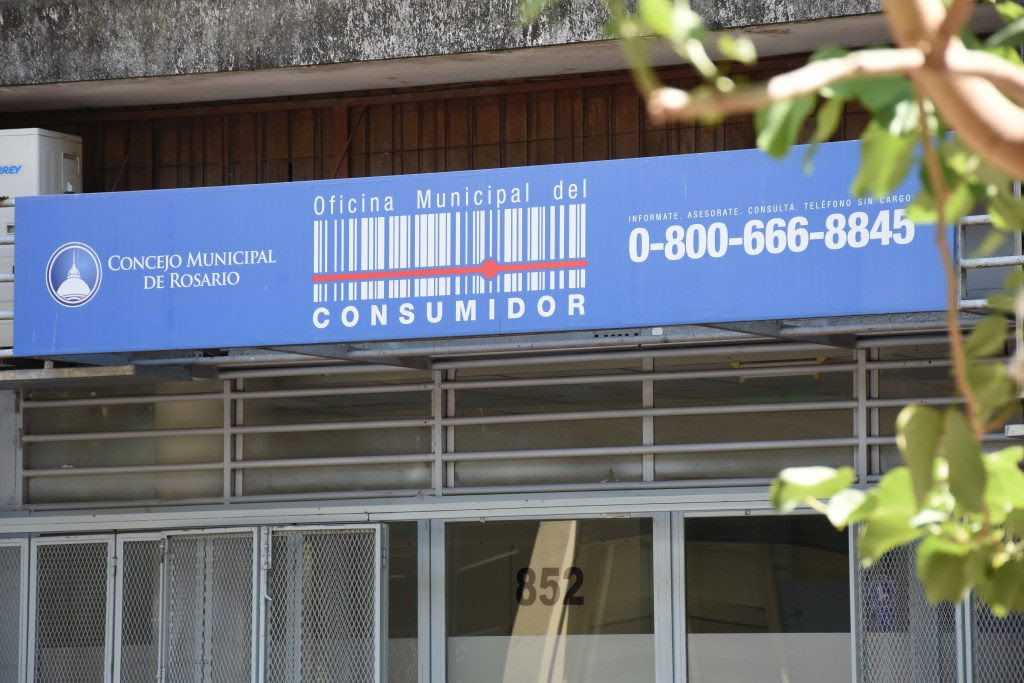 CONCEJO MUNICIPAL
DE ROSARIO
Oficina Municipal del
CONSUMIDOR
INFORMATE. ASESORATE. CONSULTÁ. TELÉFONO SIN CARGO:
0-800-666-8845
852